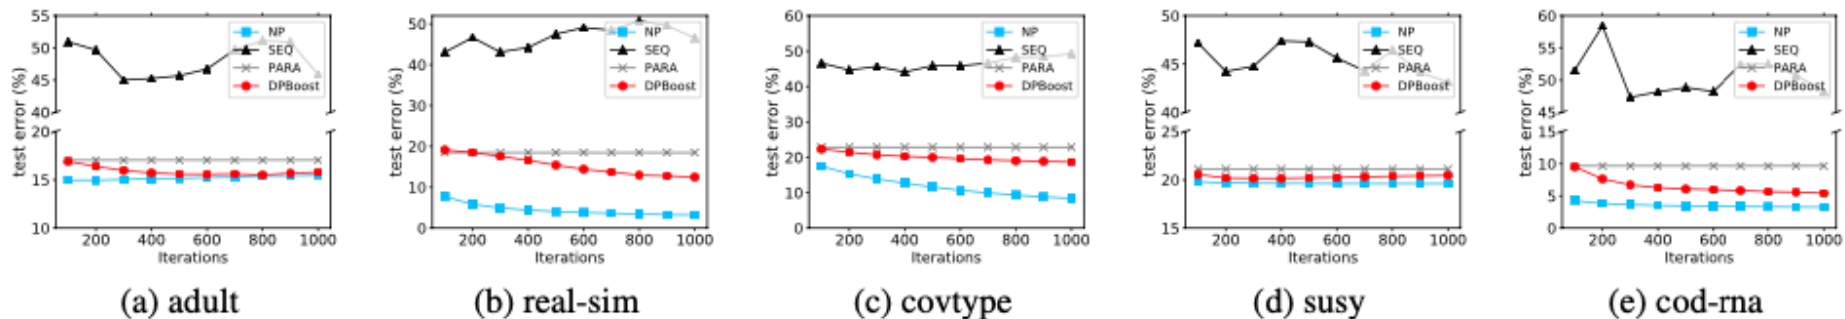 test error (%)
55
50
45
40
20
15
10
NP
SEQ
PARA
DPBoost
200 400 600 800 1000
Iterations
(a) adult
test error (%)
50
40
30
20
10
0
NP
SEQ
PARA
DPBoost
200 400 600 800 1000
Iterations
(b) real-sim
test error (%)
60
50
40
30
20
10
0
NP
SEQ
PARA
DPBoost
200 400 600 800 1000
Iterations
(c) covtype
test error (%)
50
45
40
25
20
15
NP
SEQ
PARA
DPBoost
200 400 600 800 1000
Iterations
(d) susy
test error (%)
60
55
50
45
15
10
5
0
NP
SEQ
PARA
DPBoost
200 400 600 800 1000
Iterations
(e) cod-rna